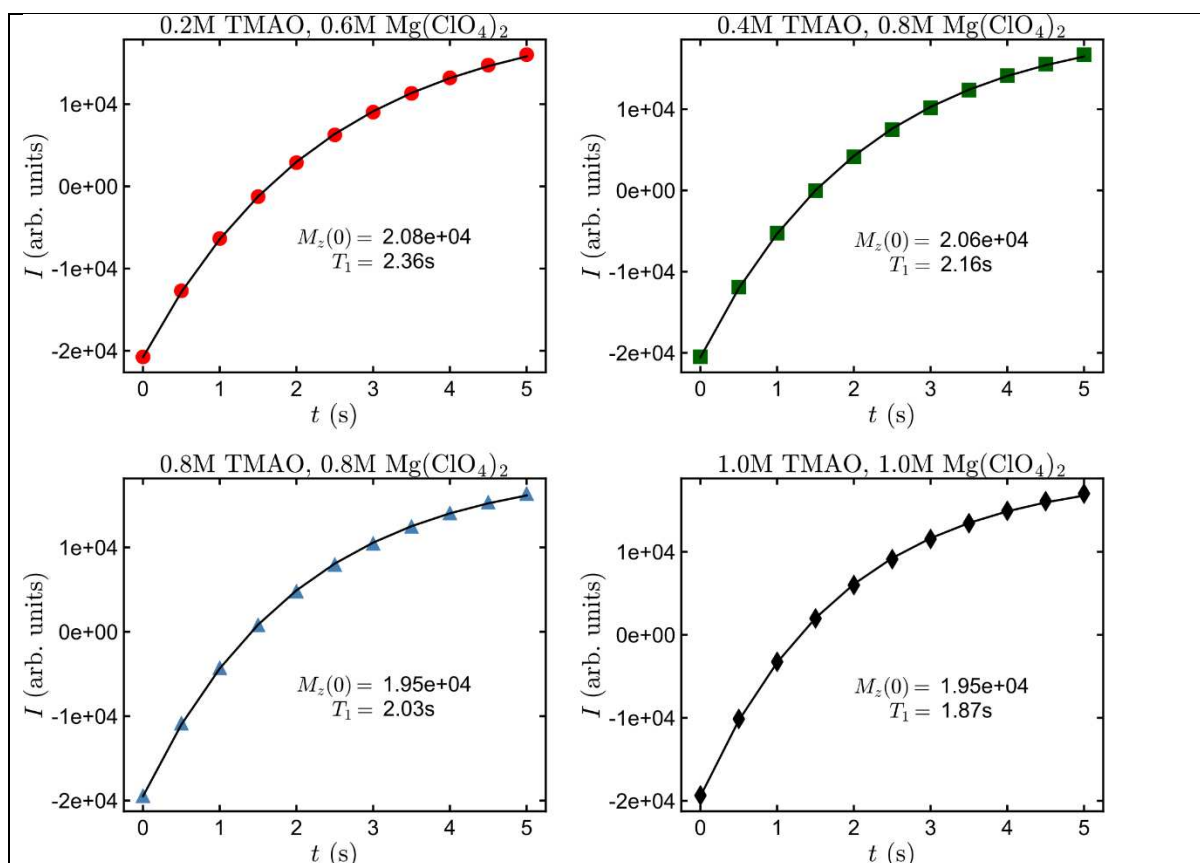 0.2M TMAO, 0.6M Mg(ClO₄)₂
1e+04
0e+00
-1e+04
-2e+04
I (arb. units)
M_z(0) = 2.08e+04
T₁ = 2.36s
0 1 2 3 4 5
t (s)
0.4M TMAO, 0.8M Mg(ClO₄)₂
1e+04
0e+00
-1e+04
-2e+04
I (arb. units)
M_z(0) = 2.06e+04
T₁ = 2.16s
0 1 2 3 4 5
t (s)
0.8M TMAO, 0.8M Mg(ClO₄)₂
1e+04
0e+00
-1e+04
-2e+04
I (arb. units)
M_z(0) = 1.95e+04
T₁ = 2.03s
0 1 2 3 4 5
t (s)
1.0M TMAO, 1.0M Mg(ClO₄)₂
1e+04
0e+00
-1e+04
-2e+04
I (arb. units)
M_z(0) = 1.95e+04
T₁ = 1.87s
0 1 2 3 4 5
t (s)